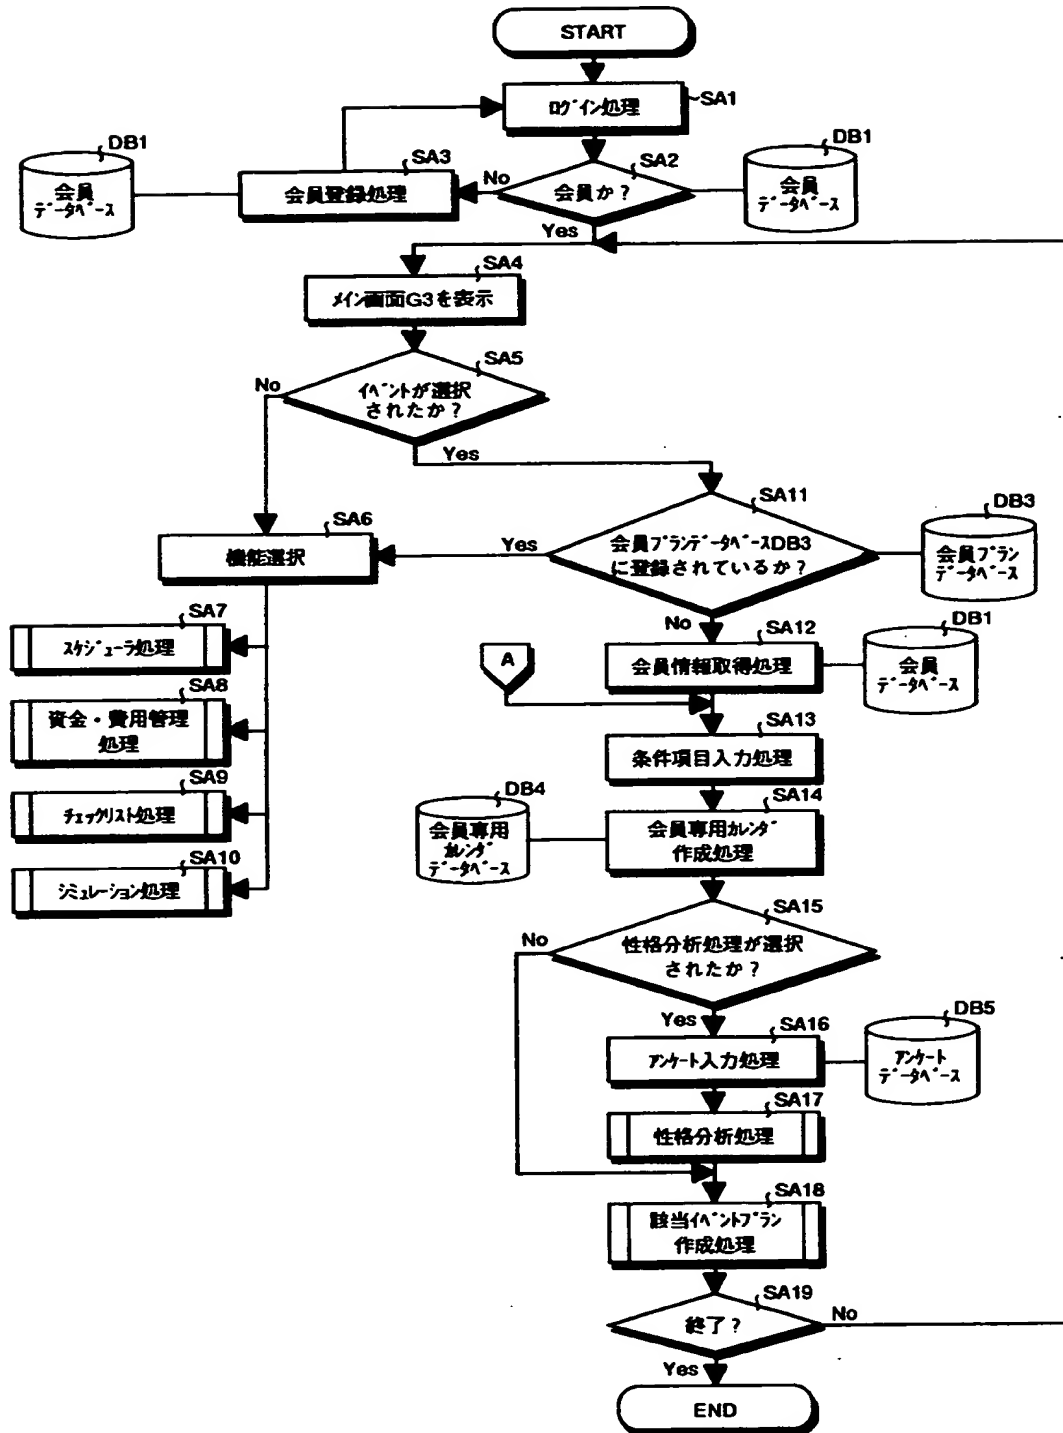 START
ログイン処理
SA1
DB1
会員
データベース
SA3
会員登録処理
No
SA2
会員か？
DB1
会員
データベース
Yes
SA4
メイン画面G3を表示
SA5
No
イベントが選択
されたか？
Yes
SA6
機能選択
Yes
SA11
会員プランデータベースDB3
に登録されているか？
DB3
会員プラン
データベース
No
SA7
スケジューラ処理
SA8
資金・費用管理
処理
SA9
チェックリスト処理
SA10
シミュレーション処理
A
SA12
会員情報取得処理
DB1
会員
データベース
SA13
条件項目入力処理
DB4
会員専用
カレンダ
データベース
SA14
会員専用カレンダ
作成処理
SA15
No
性格分析処理が選択
されたか？
Yes
SA16
アンケート入力処理
DB5
アンケート
データベース
SA17
性格分析処理
SA18
該当イベントプラン
作成処理
SA19
終了？
No
Yes
END